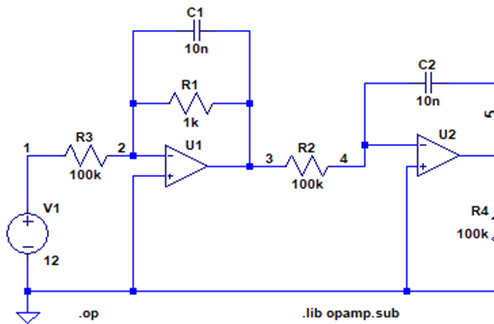 C1
10n
R1
1k
C2
10n
5
R3
100k
U1
U2
1
2
3
R2
100k
4
R4
100k
V1
12
.op
.lib opamp.sub